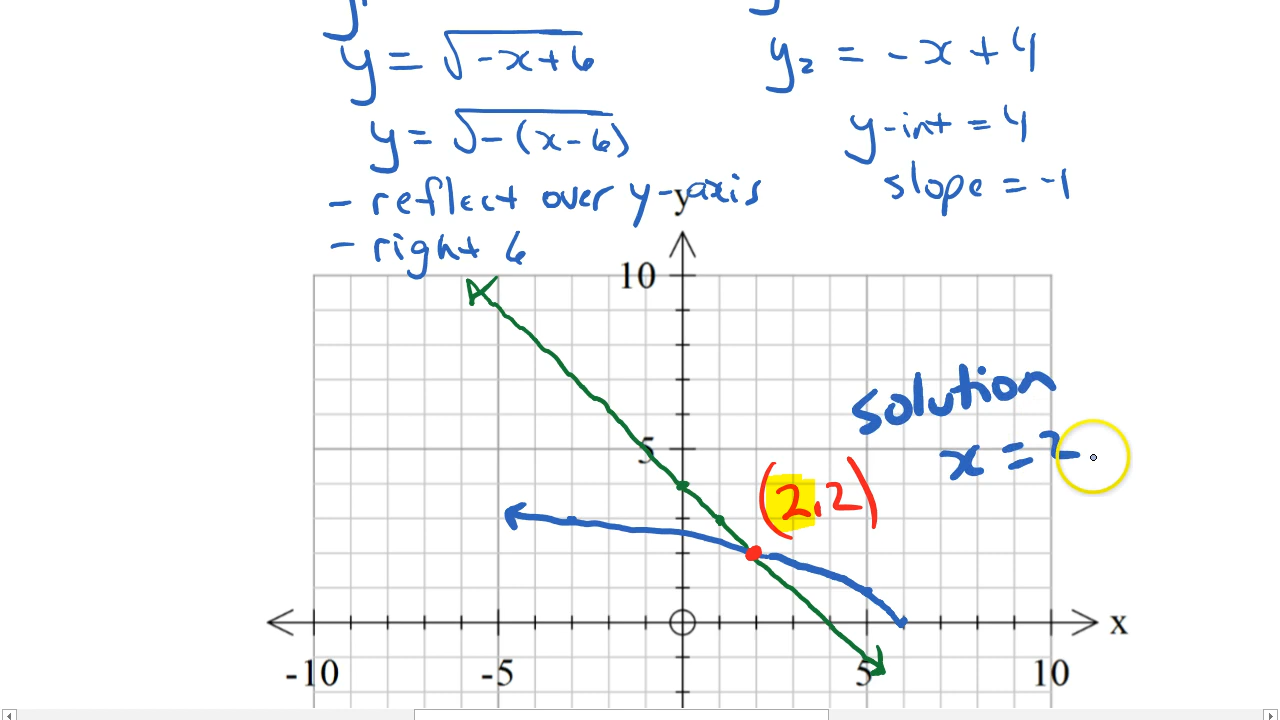 y = √-x+6
y₂ = -x + 4
y = √-(x-6)
y-int = 4
- reflect over y-axis
slope = -1
y
- right 6
10
solution
5
x = 2
(2,2)
x
-10
-5
5
10